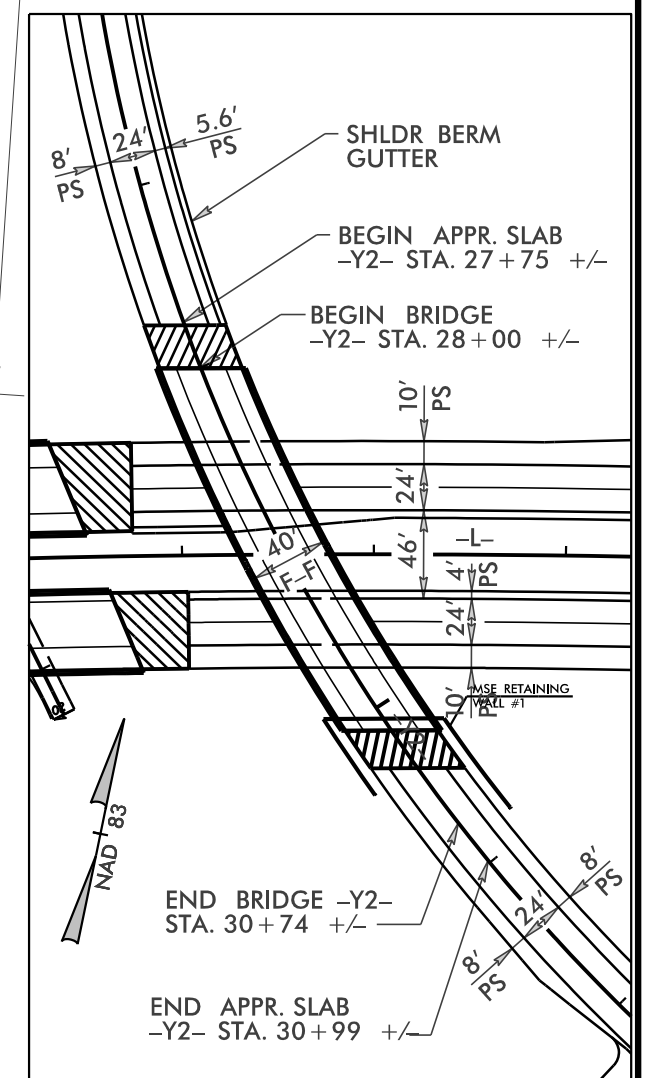 8'
PS
24'
5.6'
PS
SHLDR BERM
GUTTER
BEGIN APPR. SLAB
-Y2- STA. 27+75 +/-
BEGIN BRIDGE
-Y2- STA. 28+00 +/-
10'
PS
24'
46'
-L-
4'
PS
24'
10'
PS
40'
F-F
MSE RETAINING
WALL #1
NAD 83
END BRIDGE -Y2-
STA. 30+74 +/-
END APPR. SLAB
-Y2- STA. 30+99 +/-
8'
PS
24'
8'
PS